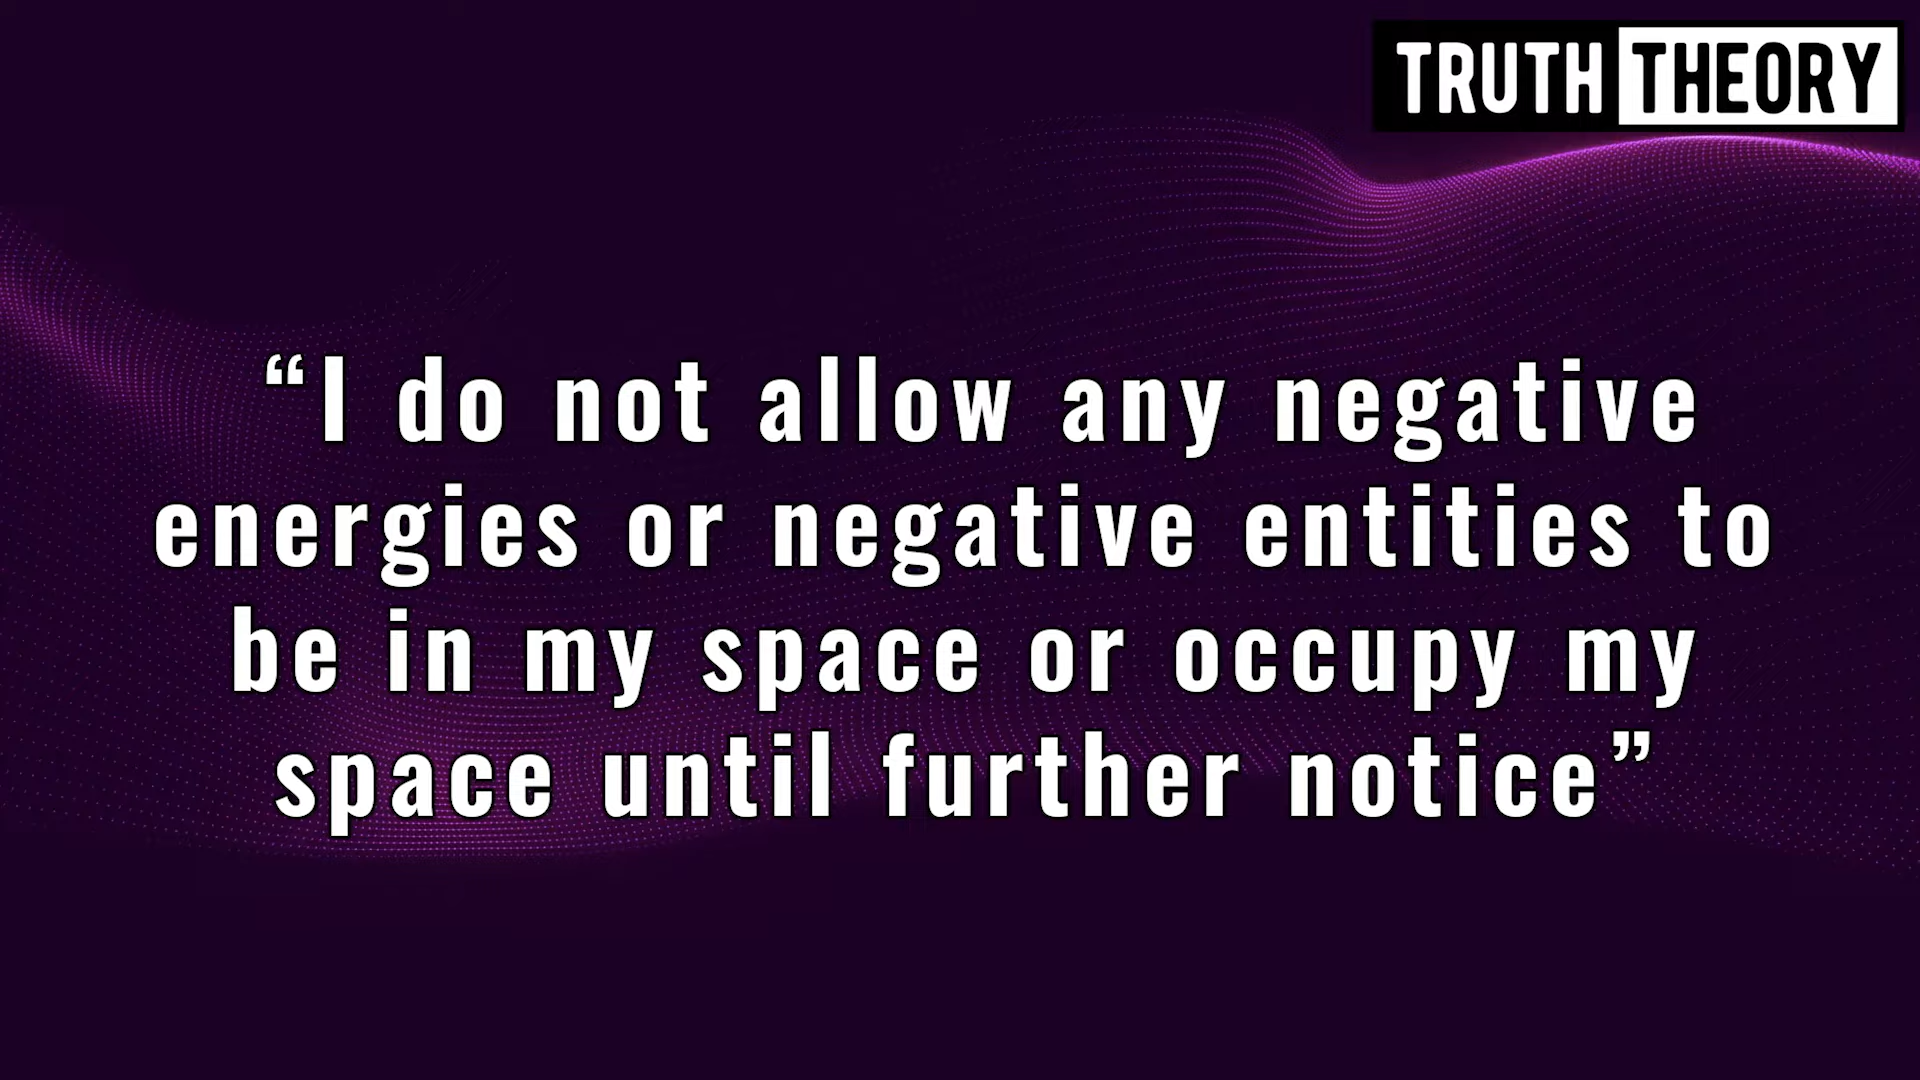 TRUTH THEORY
“I do not allow any negative
energies or negative entities to
be in my space or occupy my
space until further notice”